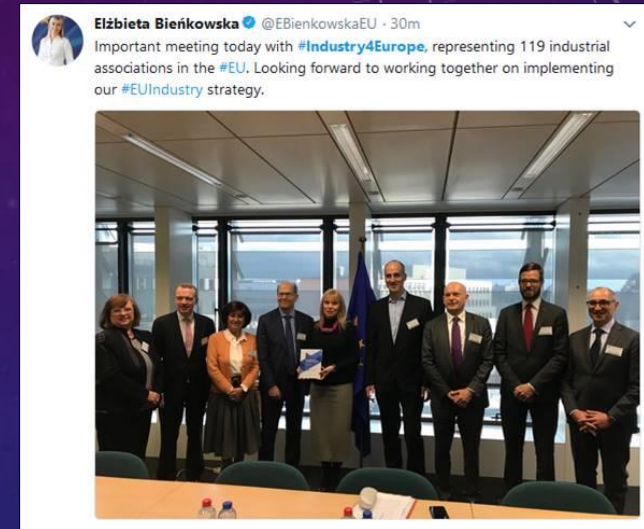 Elżbieta Bieńkowska @EBienkowskaEU · 30m
Important meeting today with #Industry4Europe, representing 119 industrial
associations in the #EU. Looking forward to working together on implementing
our #EUIndustry strategy.